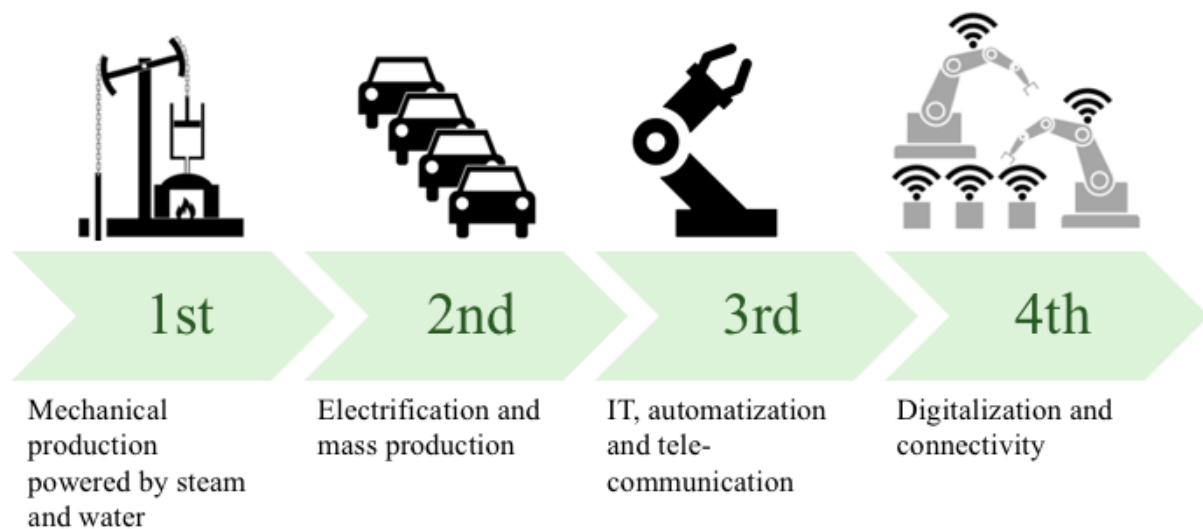 1st
2nd
3rd
4th
Mechanical
production
powered by steam
and water
Electrification and
mass production
IT, automatization
and tele-
communication
Digitalization and
connectivity